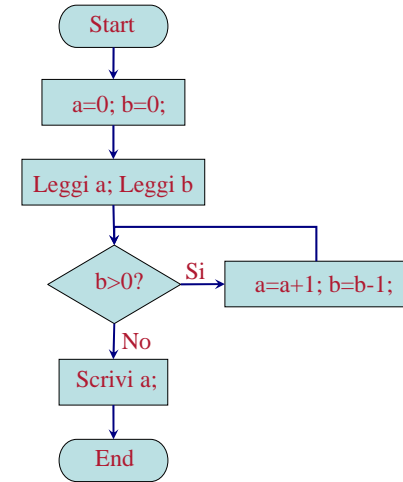 Start
a=0; b=0;
Leggi a; Leggi b
b>0?
Si
a=a+1; b=b-1;
No
Scrivi a;
End